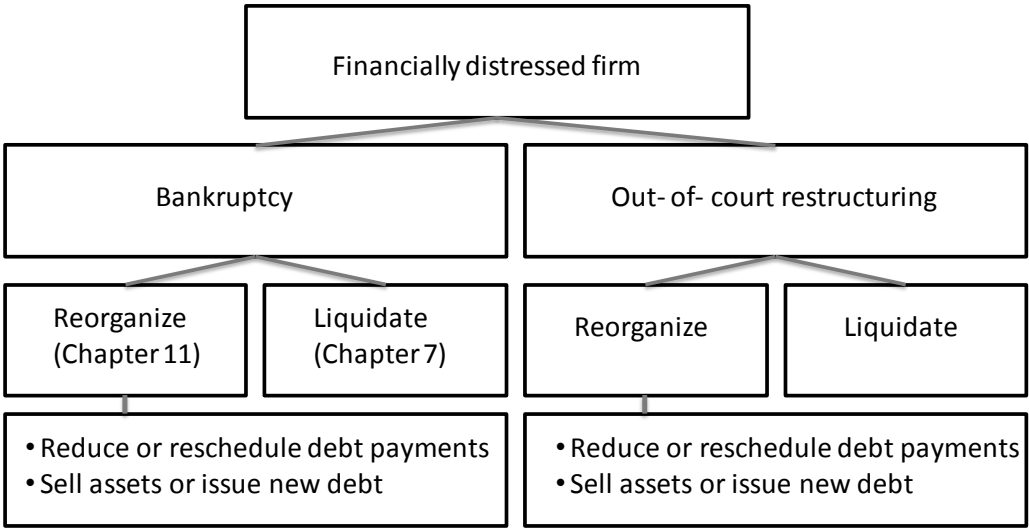 Financially distressed firm
Bankruptcy
Out- of- court restructuring
Reorganize
(Chapter 11)
Liquidate
(Chapter 7)
Reorganize
Liquidate
• Reduce or reschedule debt payments
• Sell assets or issue new debt
• Reduce or reschedule debt payments
• Sell assets or issue new debt